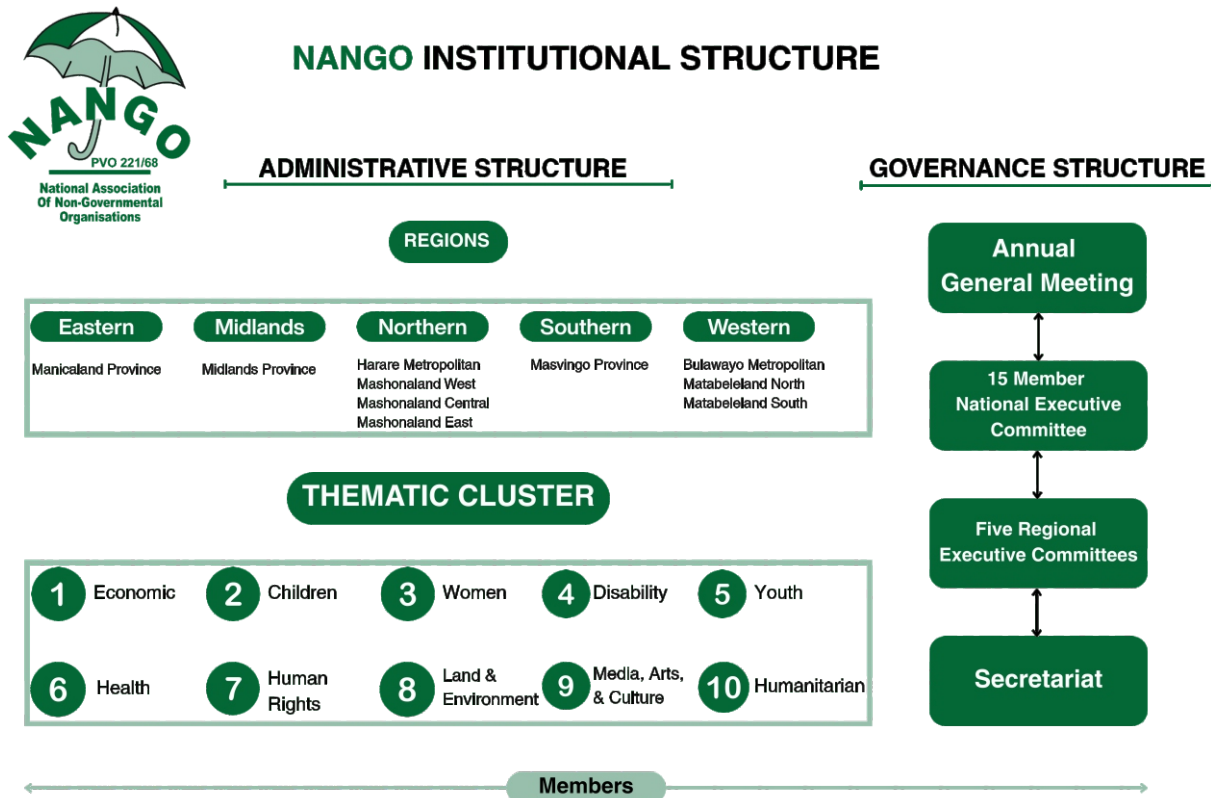 NANGO INSTITUTIONAL STRUCTURE
NANGO
PVO 221/68
National Association
Of Non-Governmental
Organisations
ADMINISTRATIVE STRUCTURE
REGIONS
Eastern
Manicaland Province
Midlands
Midlands Province
Northern
Harare Metropolitan
Mashonaland West
Mashonaland Central
Mashonaland East
Southern
Masvingo Province
Western
Bulawayo Metropolitan
Matabeleland North
Matabeleland South
THEMATIC CLUSTER
1 Economic
2 Children
3 Women
4 Disability
5 Youth
6 Health
7 Human
Rights
8 Land &
Environment
9 Media, Arts,
& Culture
10 Humanitarian
GOVERNANCE STRUCTURE
Annual
General Meeting
15 Member
National Executive
Committee
Five Regional
Executive Committees
Secretariat
Members